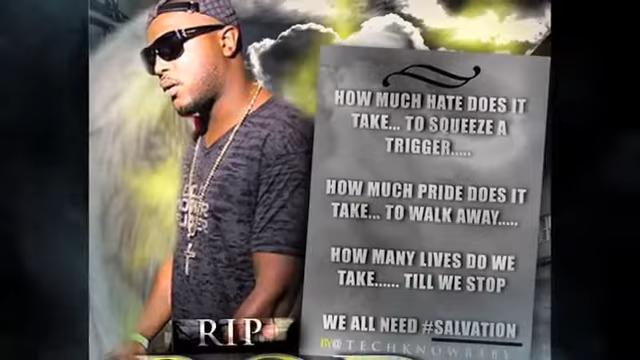 HOW MUCH HATE DOES IT
TAKE... TO SQUEEZE A
TRIGGER.....
HOW MUCH PRIDE DOES IT
TAKE... TO WALK AWAY.....
HOW MANY LIVES DO WE
TAKE...... TILL WE STOP
WE ALL NEED #SALVATION
RIP